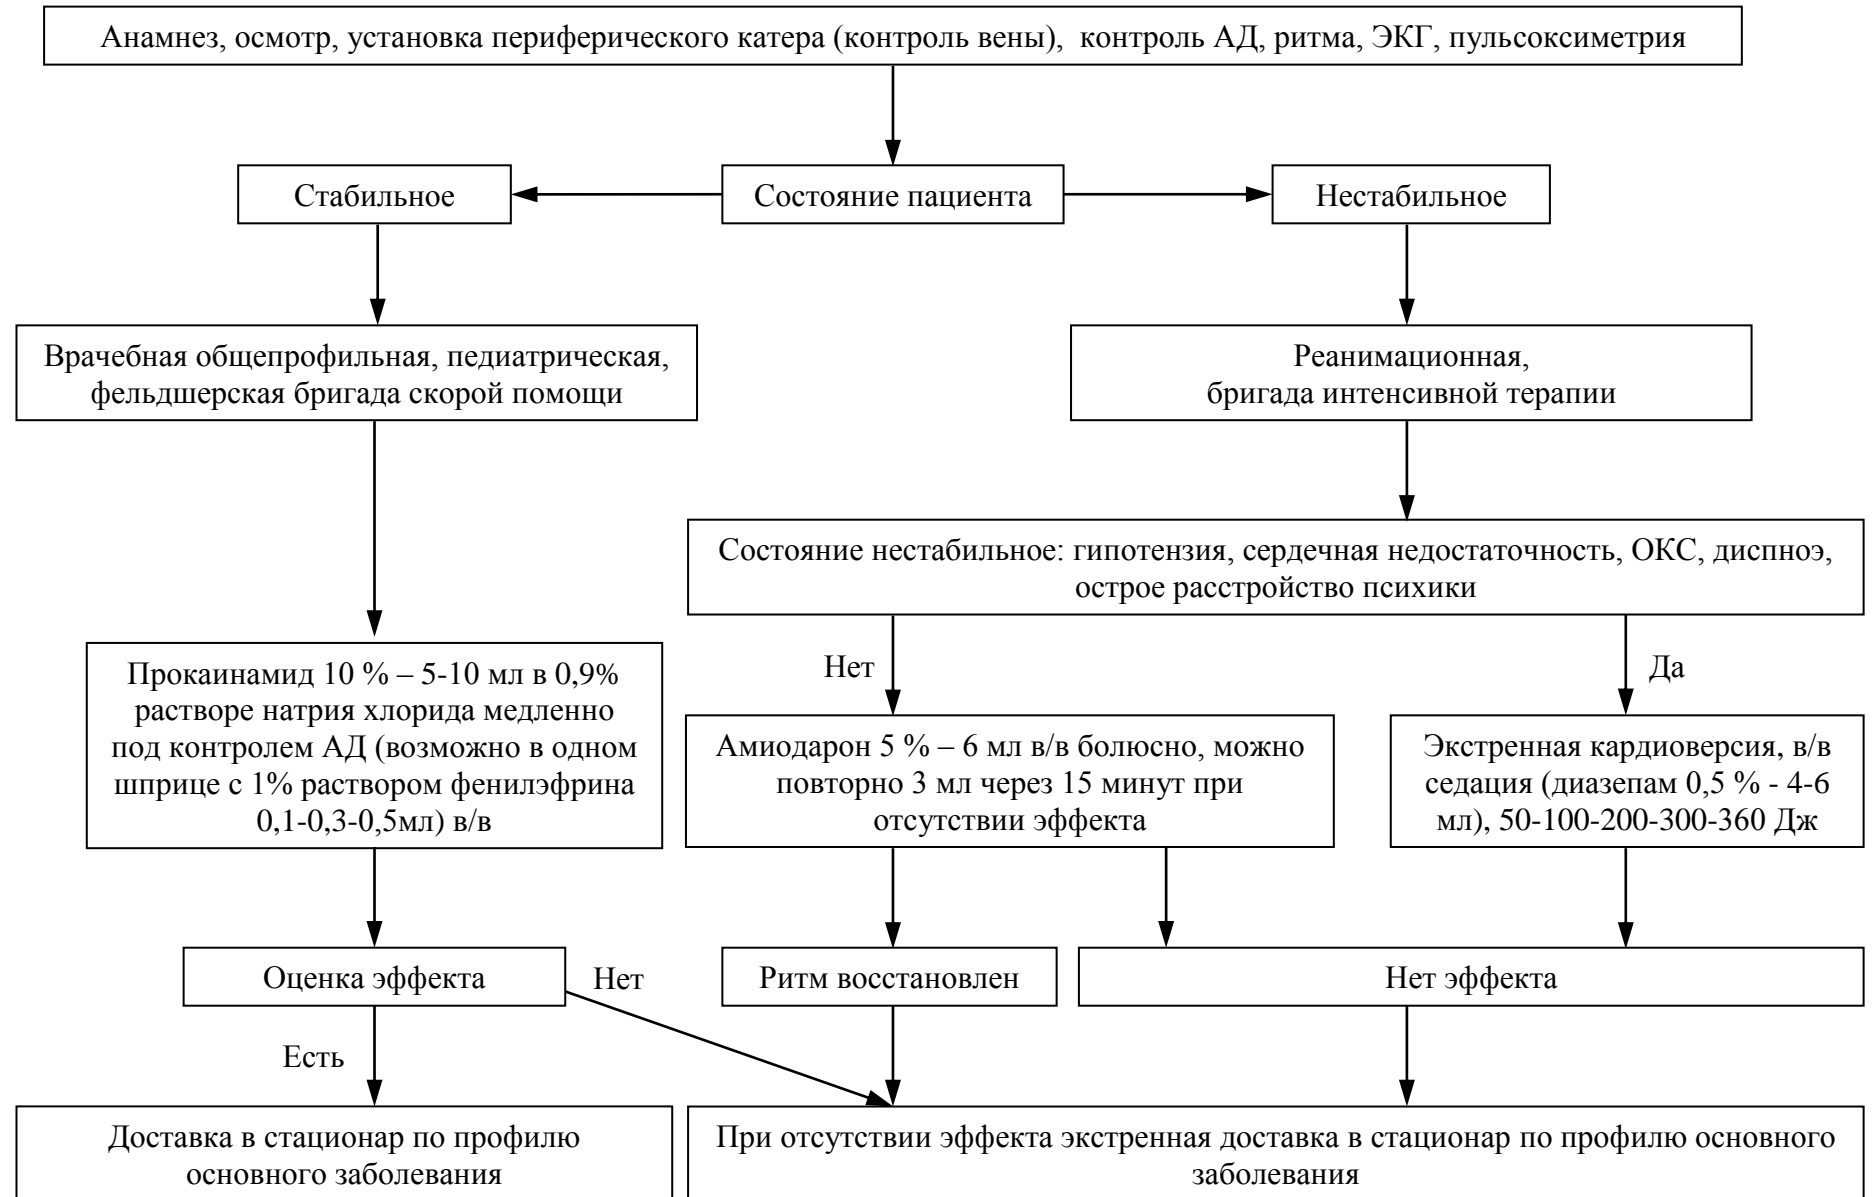 Анамнез, осмотр, установка периферического катера (контроль вены), контроль АД, ритма, ЭКГ, пульсоксиметрия
Стабильное
Состояние пациента
Нестабильное
Врачебная общепрофильная, педиатрическая,
фельдшерская бригада скорой помощи
Реанимационная,
бригада интенсивной терапии
Состояние нестабильное: гипотензия, сердечная недостаточность, ОКС, диспноэ,
острое расстройство психики
Нет
Да
Прокаинамид 10 % – 5-10 мл в 0,9%
растворе натрия хлорида медленно
под контролем АД (возможно в одном
шприце с 1% раствором фенилэфрина
0,1-0,3-0,5мл) в/в
Амиодарон 5 % – 6 мл в/в болюсно, можно
повторно 3 мл через 15 минут при
отсутствии эффекта
Экстренная кардиоверсия, в/в
седация (диазепам 0,5 % - 4-6
мл), 50-100-200-300-360 Дж
Оценка эффекта
Нет
Ритм восстановлен
Нет эффекта
Есть
Доставка в стационар по профилю
основного заболевания
При отсутствии эффекта экстренная доставка в стационар по профилю основного
заболевания